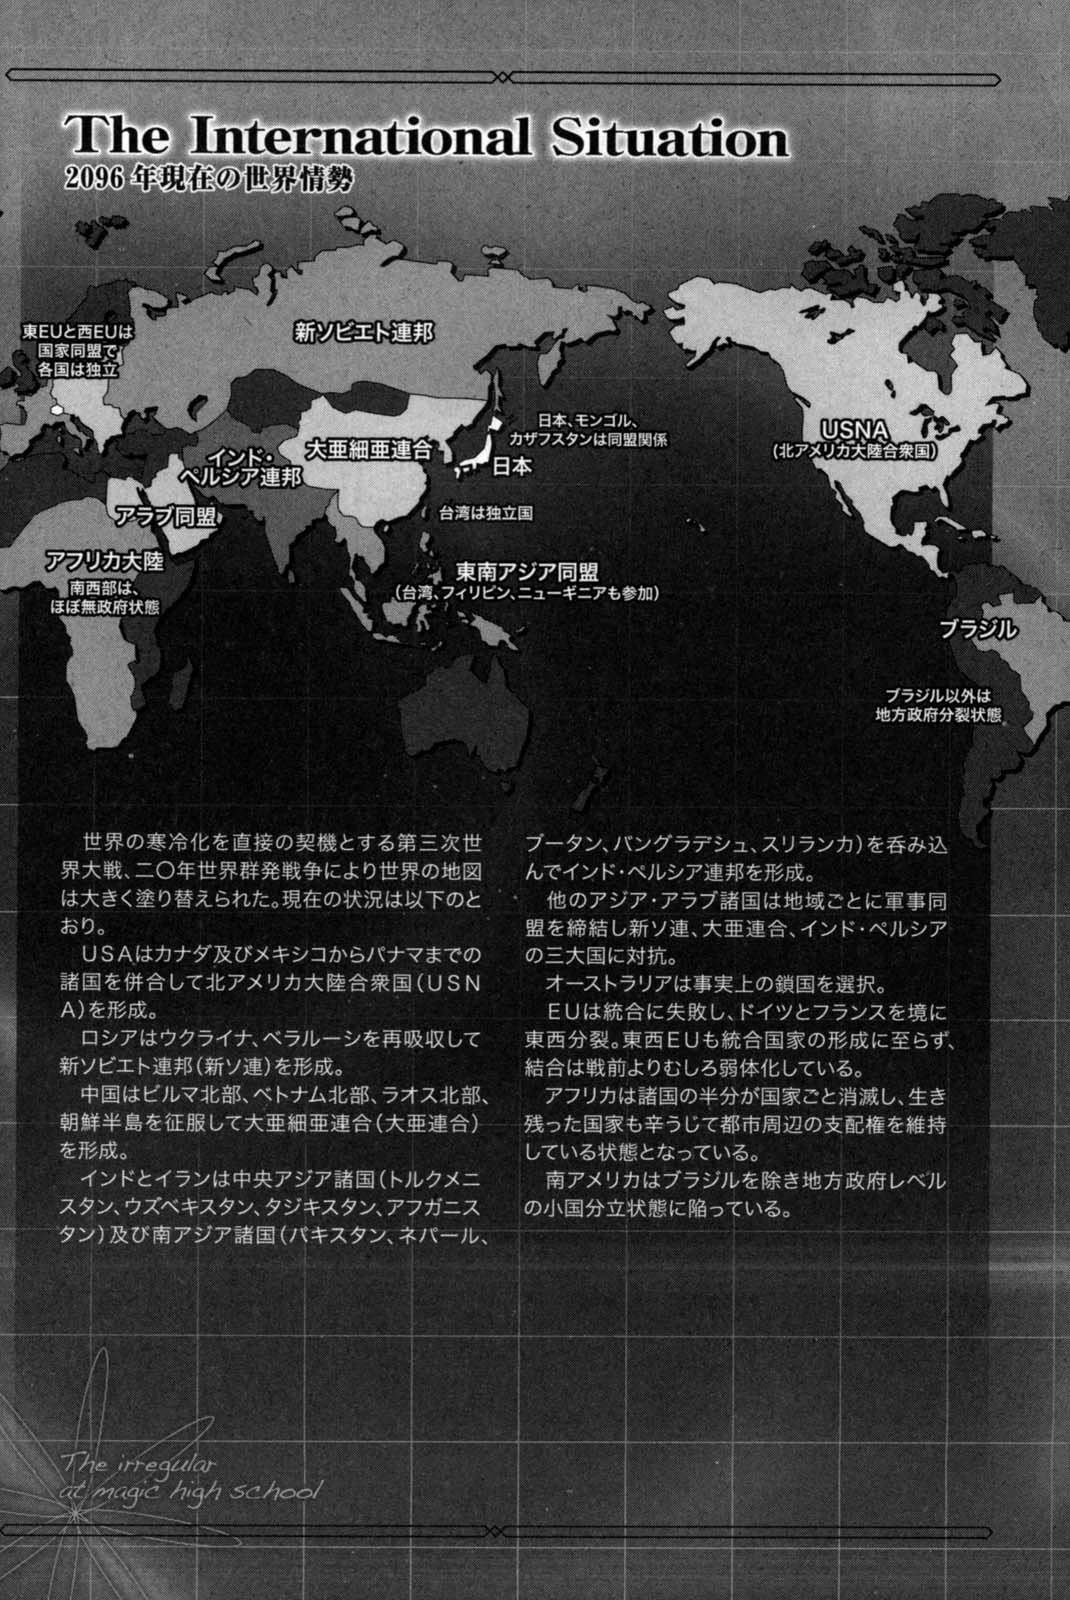 The International Situation
2096年現在の世界情勢
東EUと西EUは
国家同盟で
各国は独立
新ソビエト連邦
日本、モンゴル、
カザフスタンは同盟関係
USNA
(北アメリカ大陸合衆国)
大亜細亜連合
インド・
ペルシア連邦
日本
アラブ同盟
台湾は独立国
アフリカ大陸
南西部は、
ほぼ無政府状態
東南アジア同盟
(台湾、フィリピン、ニューギニアも参加)
ブラジル
ブラジル以外は
地方政府分裂状態
世界の寒冷化を直接の契機とする第三次世
界大戦、二〇年世界群発戦争により世界の地図
は大きく塗り替えられた。現在の状況は以下のと
おり。
USAはカナダ及びメキシコからパナマまでの
諸国を併合して北アメリカ大陸合衆国(USN
A)を形成。
ロシアはウクライナ、ベラルーシを再吸収して
新ソビエト連邦(新ソ連)を形成。
中国はビルマ北部、ベトナム北部、ラオス北部、
朝鮮半島を征服して大亜細亜連合(大亜連合)
を形成。
インドとイランは中央アジア諸国(トルクメニ
スタン、ウズベキスタン、タジキスタン、アフガニス
タン)及び南アジア諸国(パキスタン、ネパール、
ブータン、バングラデシュ、スリランカ)を呑み込
んでインド・ペルシア連邦を形成。
他のアジア・アラブ諸国は地域ごとに軍事同
盟を締結し新ソ連、大亜連合、インド・ペルシア
の三大国に対抗。
オーストラリアは事実上の鎖国を選択。
EUは統合に失敗し、ドイツとフランスを境に
東西分裂。東西EUも統合国家の形成に至らず、
結合は戦前よりむしろ弱体化している。
アフリカは諸国の半分が国家ごと消滅し、生き
残った国家も辛うじて都市周辺の支配権を維持
している状態となっている。
南アメリカはブラジルを除き地方政府レベル
の小国分立状態に陥っている。
The irregular
at magic high school